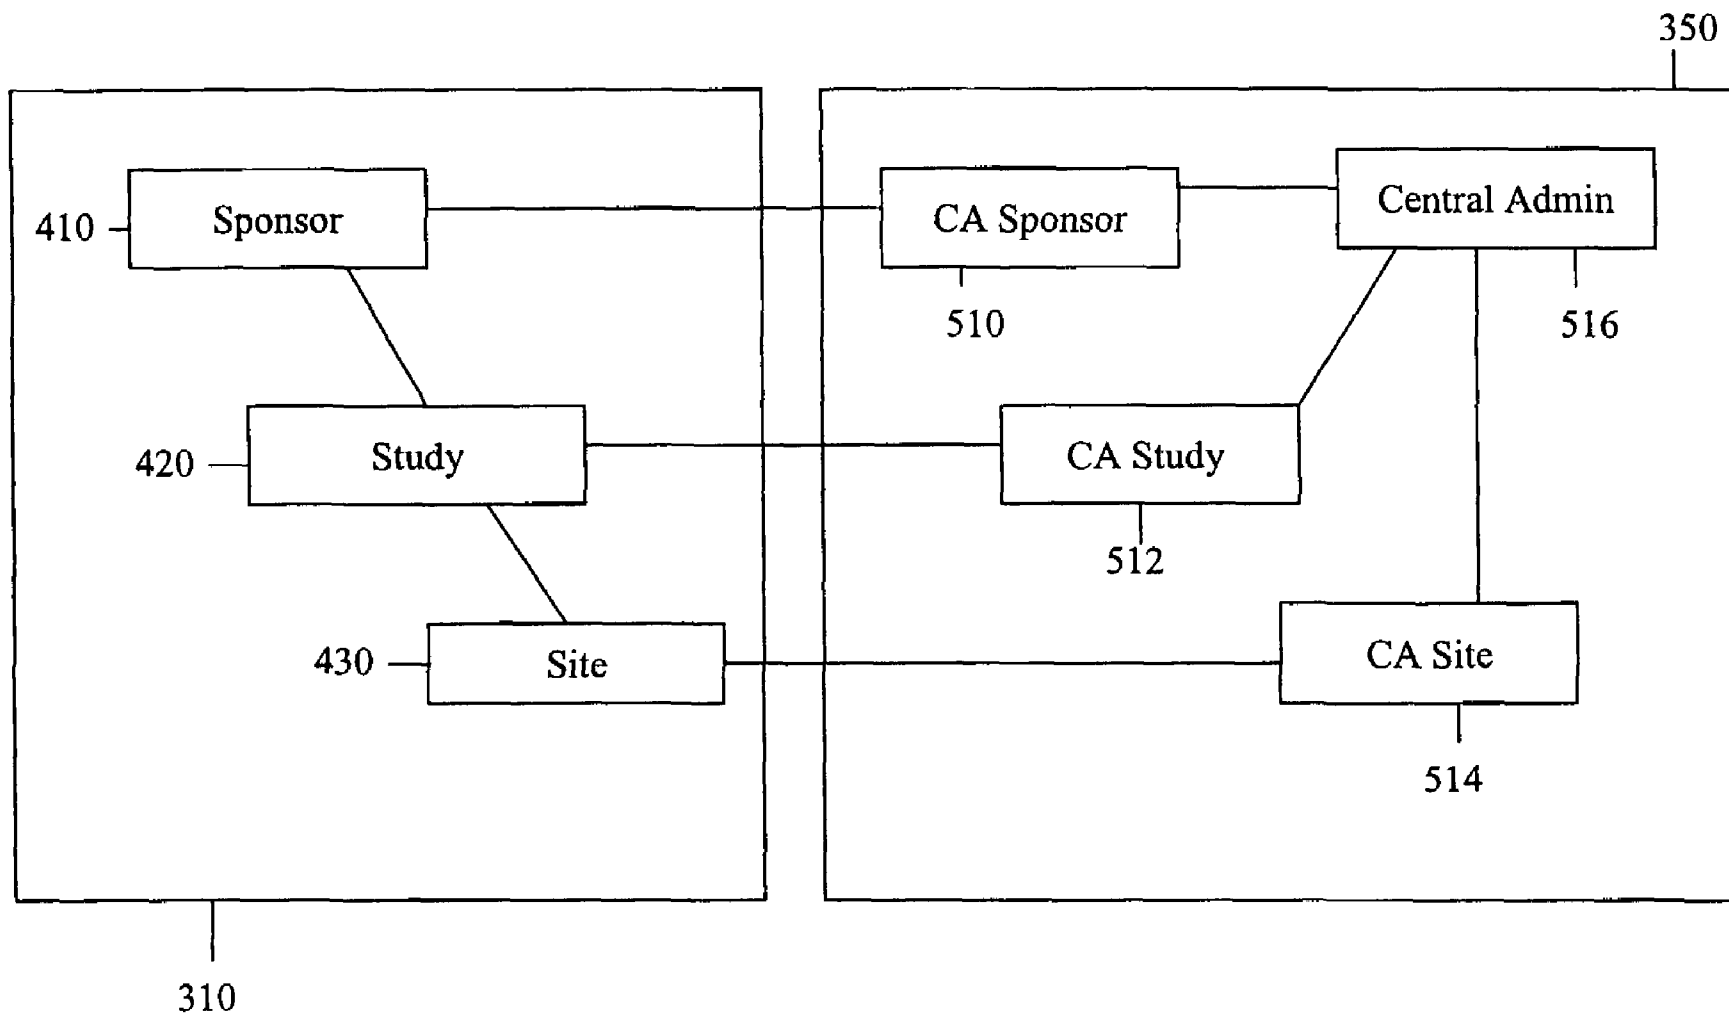 350
Sponsor
CA Sponsor
Central Admin
410
510
516
Study
CA Study
420
512
Site
CA Site
430
514
310